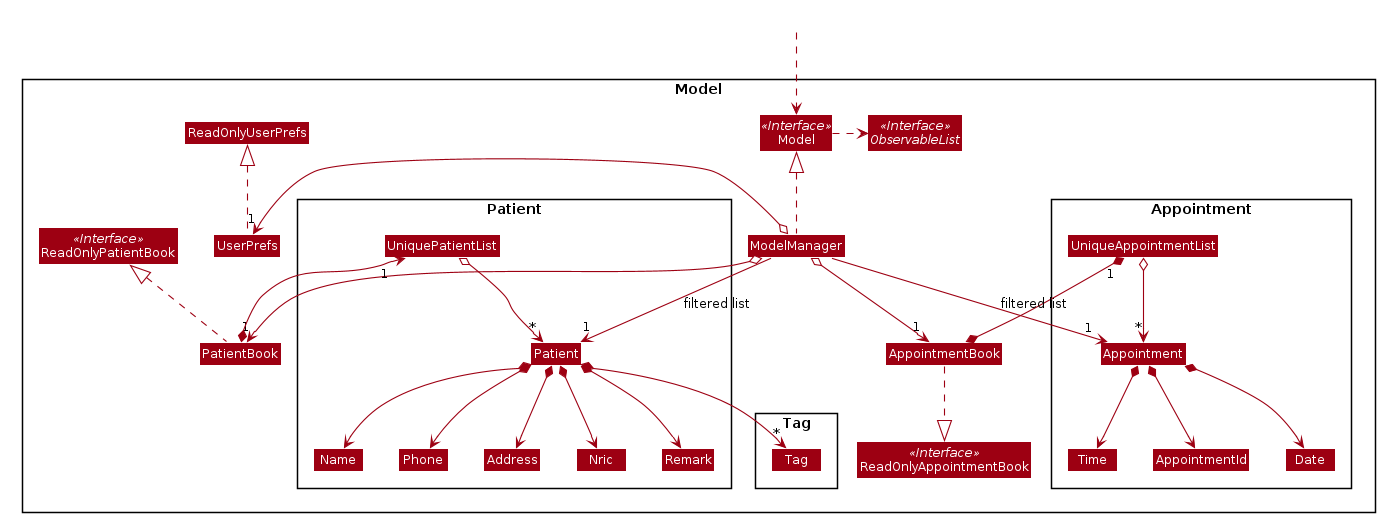 Model
«Interface»
Model
«Interface»
ObservableList
ReadOnlyUserPrefs
1
Patient
Appointment
«Interface»
ReadOnlyPatientBook
UserPrefs
UniquePatientList
ModelManager
UniqueAppointmentList
1
1
filtered list
filtered list
1
*
1
1
1
*
PatientBook
Patient
AppointmentBook
Appointment
Tag
*
Name
Phone
Address
Nric
Remark
Tag
«Interface»
ReadOnlyAppointmentBook
Time
AppointmentId
Date